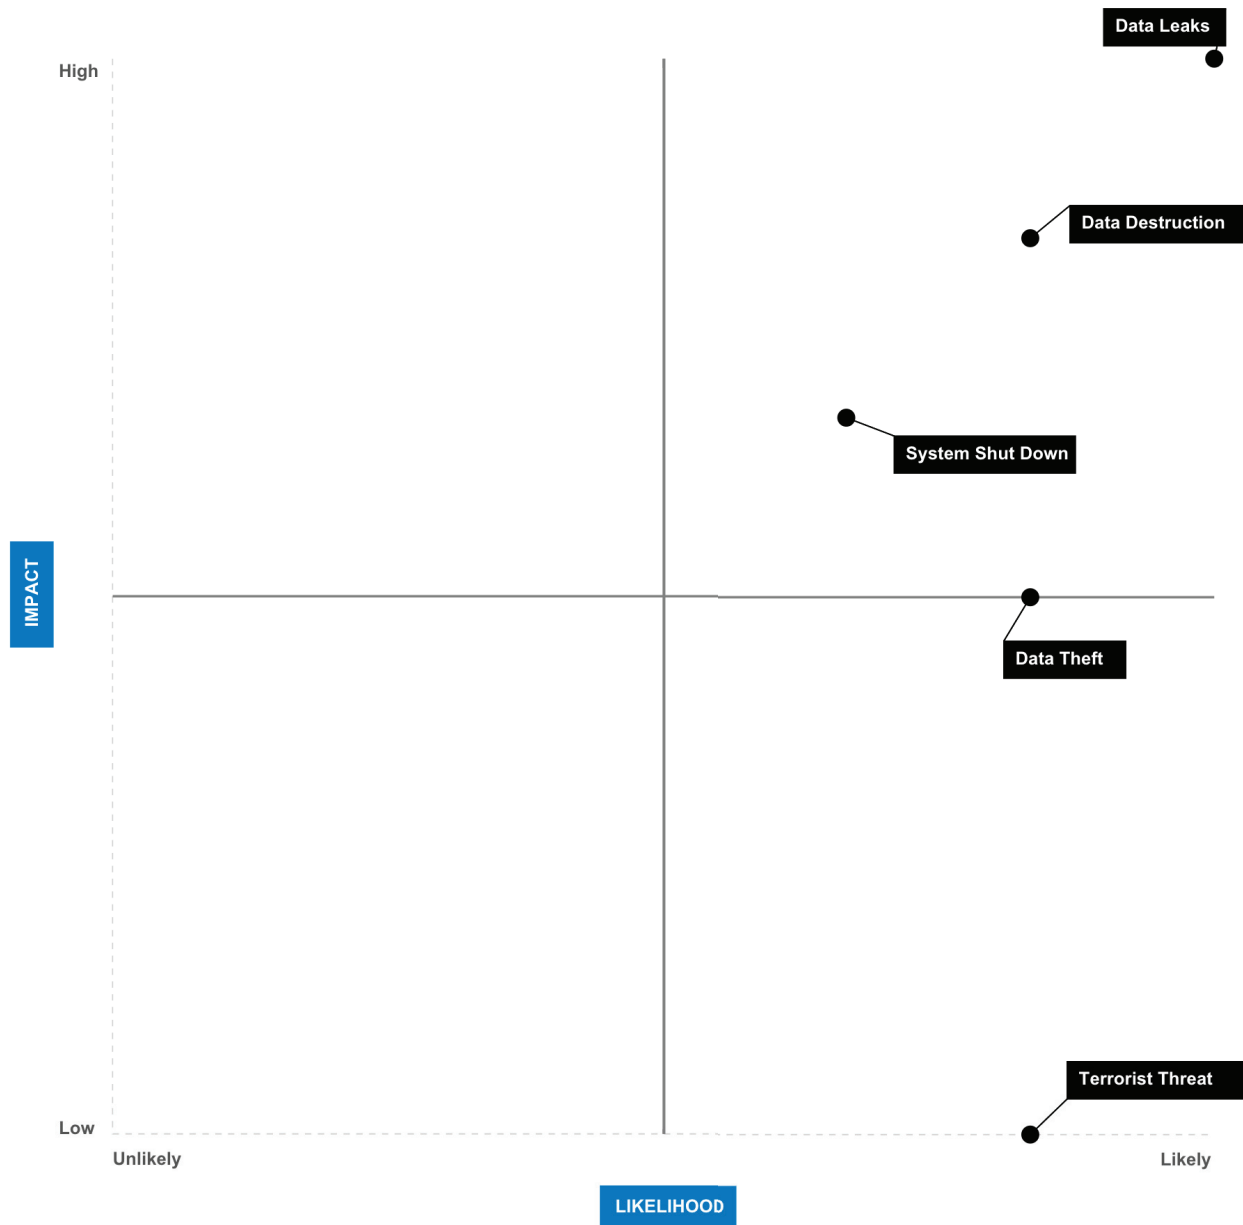 Data Leaks
High
Data Destruction
System Shut Down
IMPACT
Data Theft
Terrorist Threat
Low
Unlikely
Likely
LIKELIHOOD